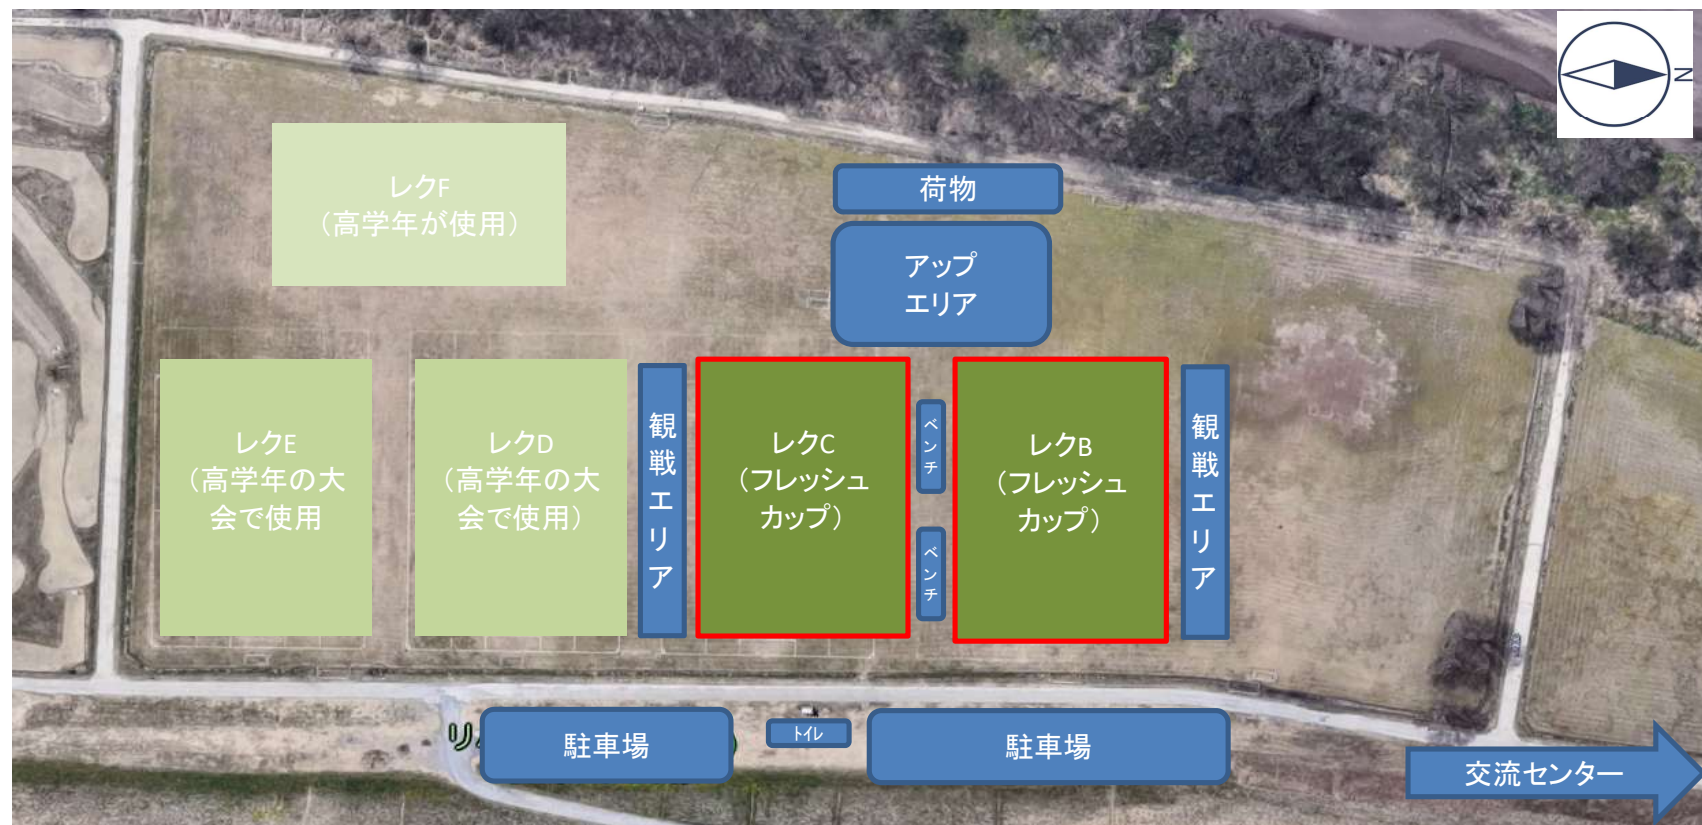 N
荷物
レクF
（高学年が使用）
アップ
エリア
レクE
（高学年の大
会で使用
レクD
（高学年の大
会で使用）
観戦エリア
レクC
（フレッシュ
カップ）
ベンチ
ベンチ
レクB
（フレッシュ
カップ）
観戦エリア
リ
駐車場
トイレ
駐車場
交流センター